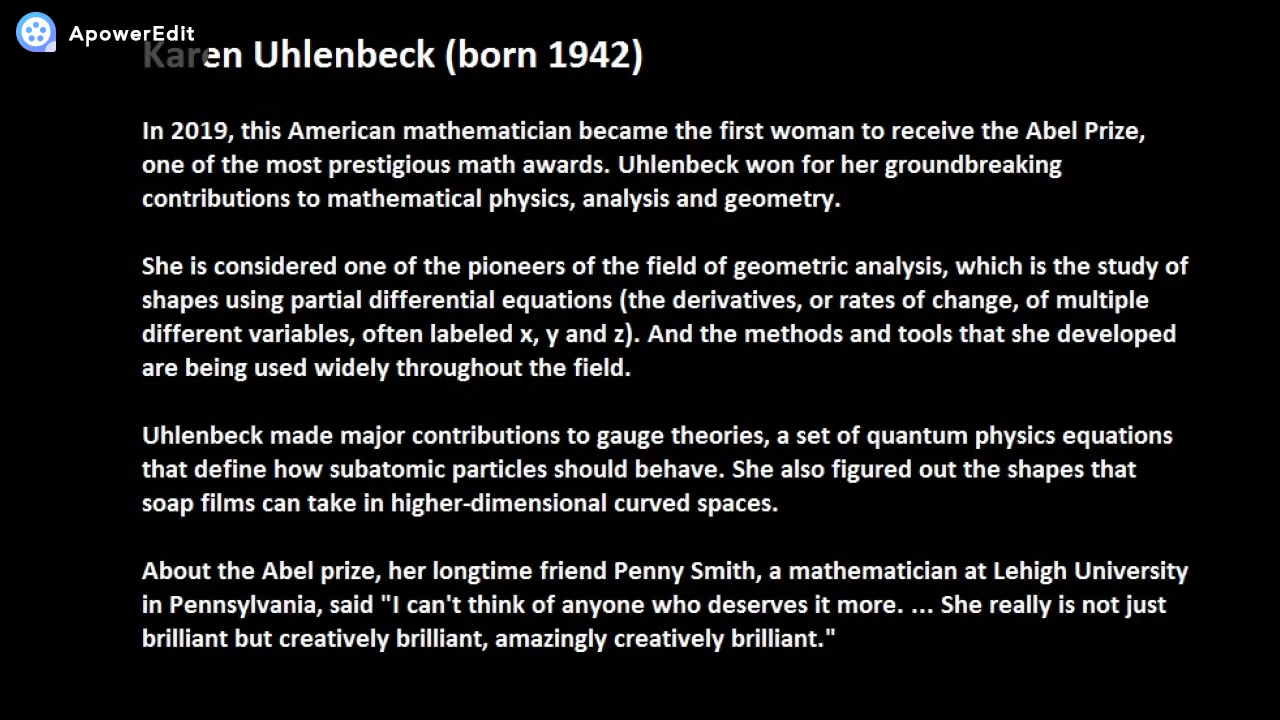 ApowerEdit
Karen Uhlenbeck (born 1942)
In 2019, this American mathematician became the first woman to receive the Abel Prize,
one of the most prestigious math awards. Uhlenbeck won for her groundbreaking
contributions to mathematical physics, analysis and geometry.
She is considered one of the pioneers of the field of geometric analysis, which is the study of
shapes using partial differential equations (the derivatives, or rates of change, of multiple
different variables, often labeled x, y and z). And the methods and tools that she developed
are being used widely throughout the field.
Uhlenbeck made major contributions to gauge theories, a set of quantum physics equations
that define how subatomic particles should behave. She also figured out the shapes that
soap films can take in higher-dimensional curved spaces.
About the Abel prize, her longtime friend Penny Smith, a mathematician at Lehigh University
in Pennsylvania, said "I can't think of anyone who deserves it more. ... She really is not just
brilliant but creatively brilliant, amazingly creatively brilliant."